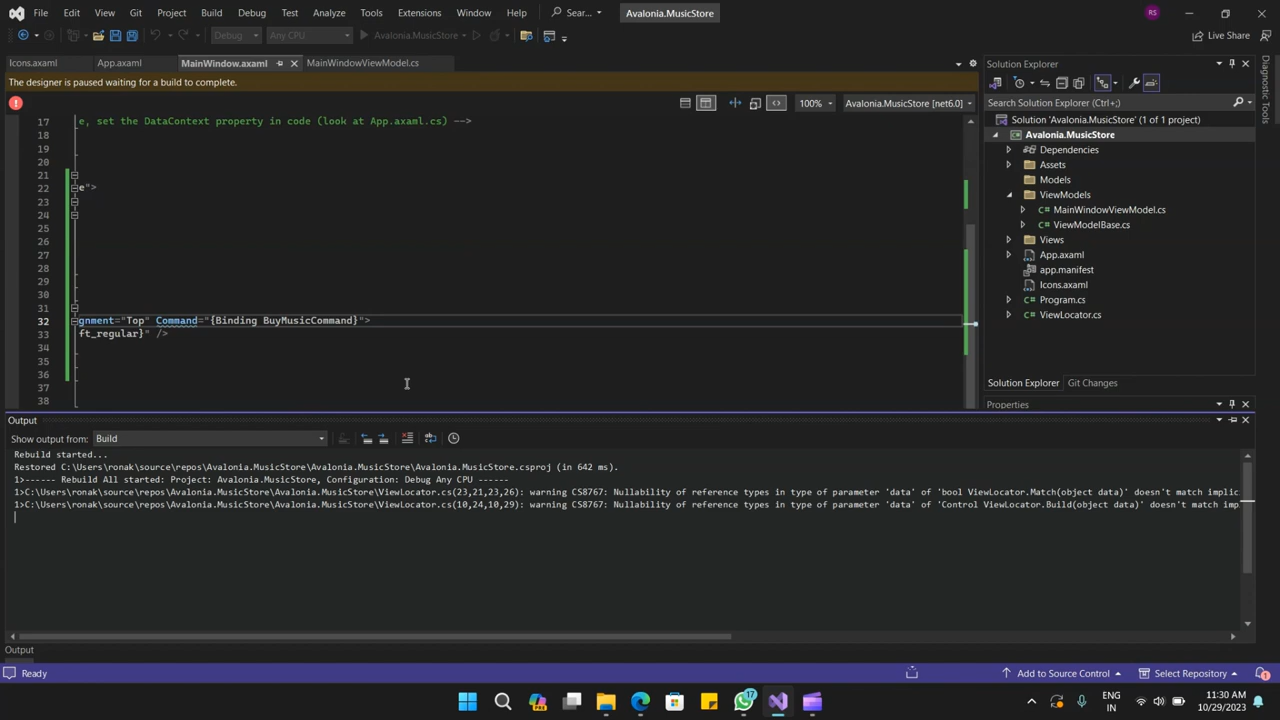 File Edit View Git Project Build Debug Test Analyze Tools Extensions Window Help Sear... Avalonia.MusicStore RS
Debug Any CPU Avalonia.MusicStore Live Share
Icons.axaml App.axaml MainWindow.axaml MainWindowViewModel.cs
Solution Explorer
The designer is paused waiting for a build to complete.
100% Avalonia.MusicStore [net6.0]
Search Solution Explorer (Ctrl+;)
Diagnostic Tools
17 e, set the DataContext property in code (look at App.axaml.cs) -->
18
19
20
21
22 e">
23
24
25
26
27
28
29
30
31
32 gnment="Top" Command="{Binding BuyMusicCommand}">
33 ft_regular}" />
34
35
36
37
38
Solution 'Avalonia.MusicStore' (1 of 1 project)
Avalonia.MusicStore
Dependencies
Assets
Models
ViewModels
C# MainWindowViewModel.cs
C# ViewModelBase.cs
Views
App.axaml
app.manifest
Icons.axaml
C# Program.cs
C# ViewLocator.cs
Solution Explorer Git Changes
Properties
Output
Show output from: Build
Rebuild started...
Restored C:\Users\ronak\source\repos\Avalonia.MusicStore\Avalonia.MusicStore\Avalonia.MusicStore.csproj (in 642 ms).
1>------ Rebuild All started: Project: Avalonia.MusicStore, Configuration: Debug Any CPU ------
1>C:\Users\ronak\source\repos\Avalonia.MusicStore\Avalonia.MusicStore\ViewLocator.cs(23,21,23,26): warning CS8767: Nullability of reference types in type of parameter 'data' of 'bool ViewLocator.Match(object data)' doesn't match implic
1>C:\Users\ronak\source\repos\Avalonia.MusicStore\Avalonia.MusicStore\ViewLocator.cs(10,24,10,29): warning CS8767: Nullability of reference types in type of parameter 'data' of 'Control ViewLocator.Build(object data)' doesn't match imp
Output
Ready Add to Source Control Select Repository 1
PRE 17 ENG IN 11:30 AM 10/29/2023